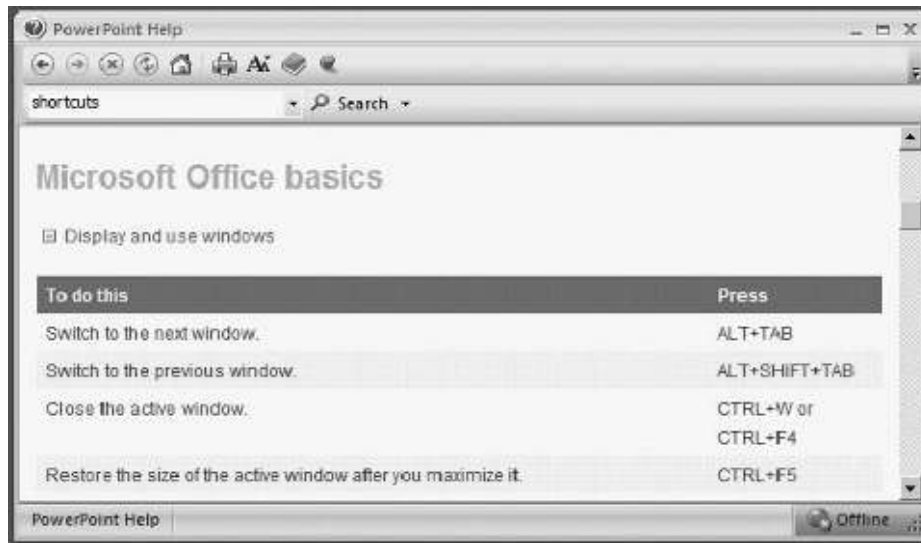 PowerPoint Help
shortcuts
Search
Microsoft Office basics
Display and use windows
To do this Press
Switch to the next window. ALT+TAB
Switch to the previous window. ALT+SHIFT+TAB
Close the active window. CTRL+W or
CTRL+F4
Restore the size of the active window after you maximize it. CTRL+F5
PowerPoint Help Offline